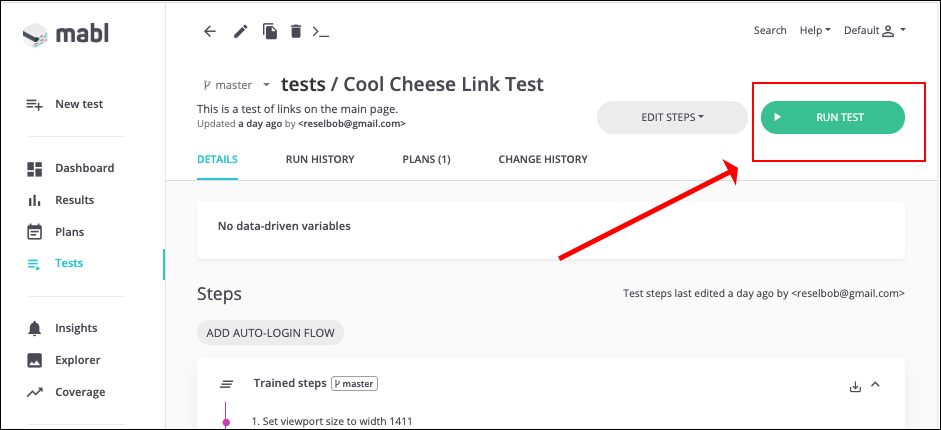 mabl
New test
Dashboard
Results
Plans
Tests
Insights
Explorer
Coverage
Search Help Default
master tests / Cool Cheese Link Test
This is a test of links on the main page.
Updated a day ago by <reselbob@gmail.com>
EDIT STEPS
RUN TEST
DETAILS RUN HISTORY PLANS (1) CHANGE HISTORY
No data-driven variables
Steps
Test steps last edited a day ago by <reselbob@gmail.com>
ADD AUTO-LOGIN FLOW
Trained steps master
1. Set viewport size to width 1411